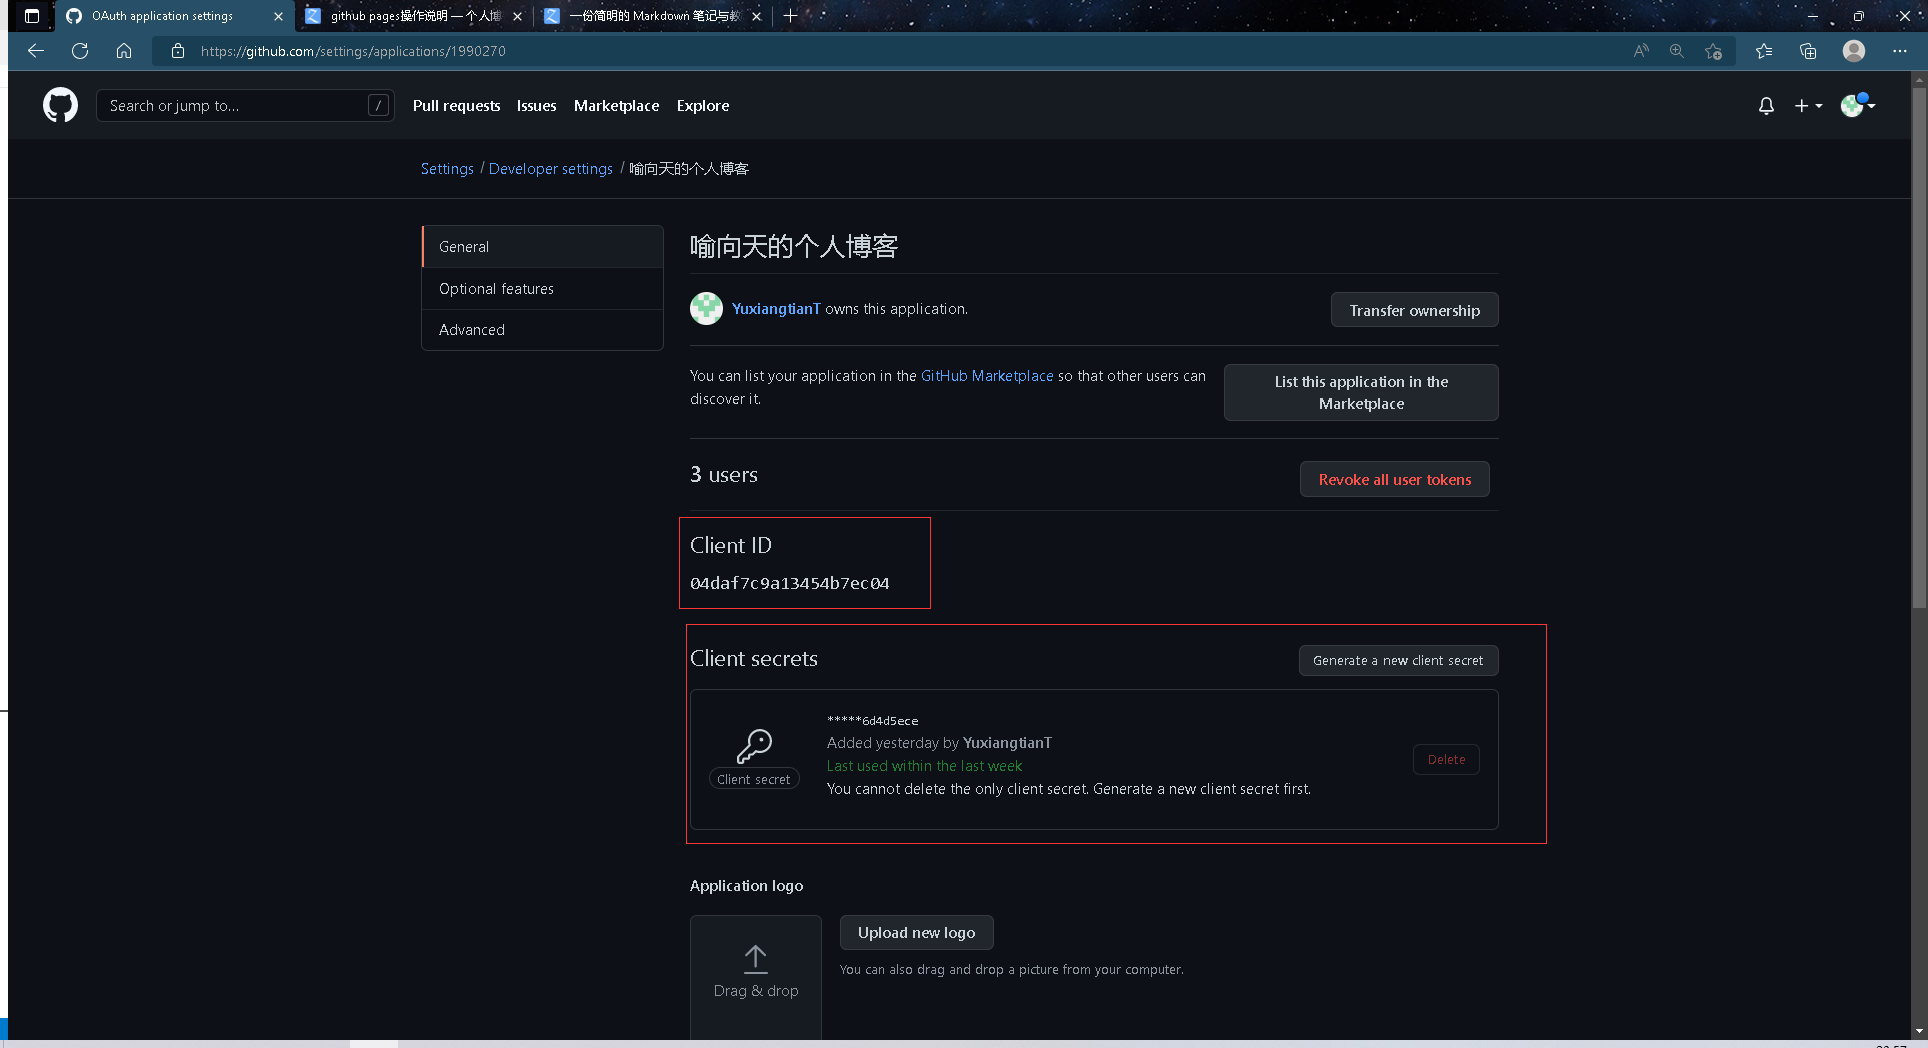 OAuth application settings
github pages操作说明 — 个人博
一份简明的 Markdown 笔记与教
https://github.com/settings/applications/1990270
Search or jump to...
/
Pull requests
Issues
Marketplace
Explore
Settings / Developer settings / 喻向天的个人博客
General
Optional features
Advanced
喻向天的个人博客
YuxiangtianT owns this application.
Transfer ownership
You can list your application in the GitHub Marketplace so that other users can
discover it.
List this application in the
Marketplace
3 users
Revoke all user tokens
Client ID
04daf7c9a13454b7ec04
Client secrets
Generate a new client secret
*****6d4d5ece
Added yesterday by YuxiangtianT
Last used within the last week
You cannot delete the only client secret. Generate a new client secret first.
Client secret
Delete
Application logo
Upload new logo
You can also drag and drop a picture from your computer.
Drag & drop